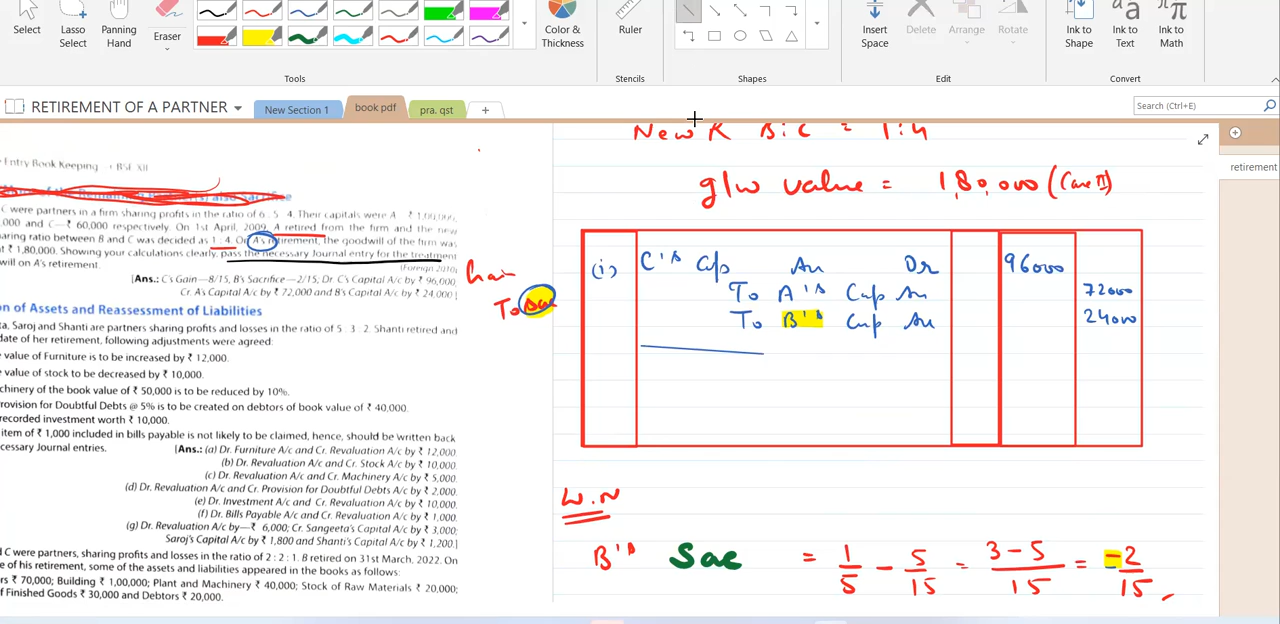 Select
Lasso Select
Panning Hand
Eraser
Color & Thickness
Ruler
Insert Space
Delete
Arrange
Rotate
Ink to Shape
Ink to Text
Ink to Math
Tools
Stencils
Shapes
Edit
Convert
RETIREMENT OF A PARTNER
New Section 1
book pdf
pra. qst
+
Search (Ctrl+E)
retirement
Entry Book Keeping
XII
C were partners in a firm sharing profits in the ratio of 6 : 5 : 4. Their capitals were A
,000 and C—₹ 60,000 respectively. On 1st April, 2009, A retired from the firm and the new
aring ratio between B and C was decided as 1 : 4. On A's retirement, the goodwill of the firm was
at ₹ 1,80,000. Showing your calculations clearly, pass the necessary Journal entry for the treatment
will on A's retirement.
(Foreign 2010)
[Ans.: C's Gain—8/15, B's Sacrifice—2/15; Dr. C's Capital A/c by ₹ 96,000,
Cr. A's Capital A/c by ₹ 72,000 and B's Capital A/c by ₹ 24,000.]
on of Assets and Reassessment of Liabilities
ta, Saroj and Shanti are partners sharing profits and losses in the ratio of 5 : 3 : 2. Shanti retired and
date of her retirement, following adjustments were agreed:
value of Furniture is to be increased by ₹ 12,000.
value of stock to be decreased by ₹ 10,000.
chinery of the book value of ₹ 50,000 is to be reduced by 10%.
rovision for Doubtful Debts @ 5% is to be created on debtors of book value of ₹ 40,000.
recorded investment worth ₹ 10,000.
item of ₹ 1,000 included in bills payable is not likely to be claimed, hence, should be written back
cessary Journal entries.
[Ans.: (a) Dr. Furniture A/c and Cr. Revaluation A/c by ₹ 12,000;
(b) Dr. Revaluation A/c and Cr. Stock A/c by ₹ 10,000;
(c) Dr. Revaluation A/c and Cr. Machinery A/c by ₹ 5,000;
(d) Dr. Revaluation A/c and Cr. Provision for Doubtful Debts A/c by ₹ 2,000;
(e) Dr. Investment A/c and Cr. Revaluation A/c by ₹ 10,000;
(f) Dr. Bills Payable A/c and Cr. Revaluation A/c by ₹ 1,000;
(g) Dr. Revaluation A/c by—₹ 6,000; Cr. Sangeeta's Capital A/c by ₹ 3,000;
Saroj's Capital A/c by ₹ 1,800 and Shanti's Capital A/c by ₹ 1,200.]
d C were partners, sharing profits and losses in the ratio of 2 : 2 : 1. B retired on 31st March, 2022. On
e of his retirement, some of the assets and liabilities appeared in the books as follows:
rs ₹ 70,000; Building ₹ 1,00,000; Plant and Machinery ₹ 40,000; Stock of Raw Materials ₹ 20,000;
f Finished Goods ₹ 30,000 and Debtors ₹ 20,000.
New R B:C = 1:4
g/w value = 1,80,000 (Case II)
(i) C's Cap A/c Dr 96000
To A's Cap A/c 72000
To B's Cap A/c 24000
To Sac
W.N
B's Sac = 1/5 - 5/15 = 3-5/15 = -2/15